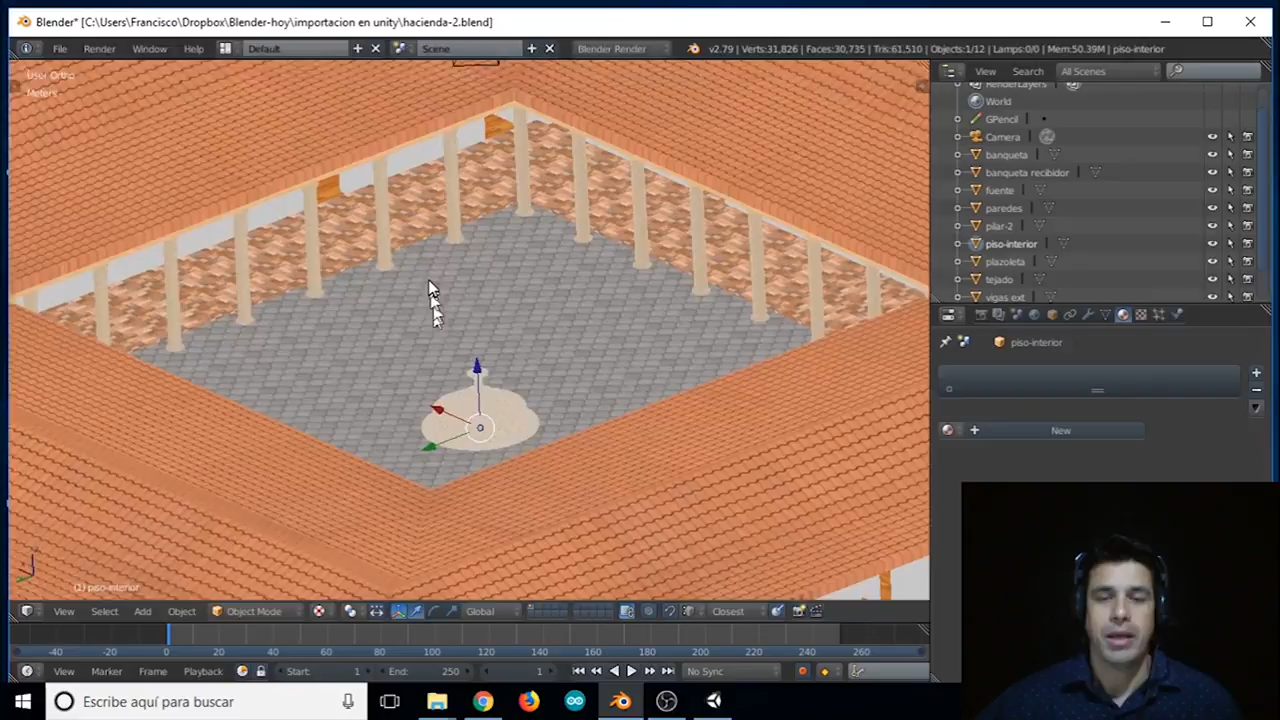 Blender* [C:\Users\Francisco\Dropbox\Blender-hoy\importacion en unity\hacienda-2.blend]
File Render Window Help Default Scene Blender Render v2.79 | Verts:31,826 | Faces:30,735 | Tris:61,510 | Objects:1/12 | Lamps:0/0 | Mem:50.39M | piso-interior
User Ortho
Meters
View Search All Scenes
RenderLayers
World
GPencil
Camera
banqueta
banqueta recibidor
fuente
paredes
pilar-2
piso-interior
plazoleta
tejado
vigas ext.
piso-interior
New
(1) piso-interior
View Select Add Object Object Mode Global Closest
-40 -20 0 20 40 60 80 100 120 140 160 180 200 220 240 260
View Marker Frame Playback Start: 1 End: 250 1 No Sync
Escribe aquí para buscar